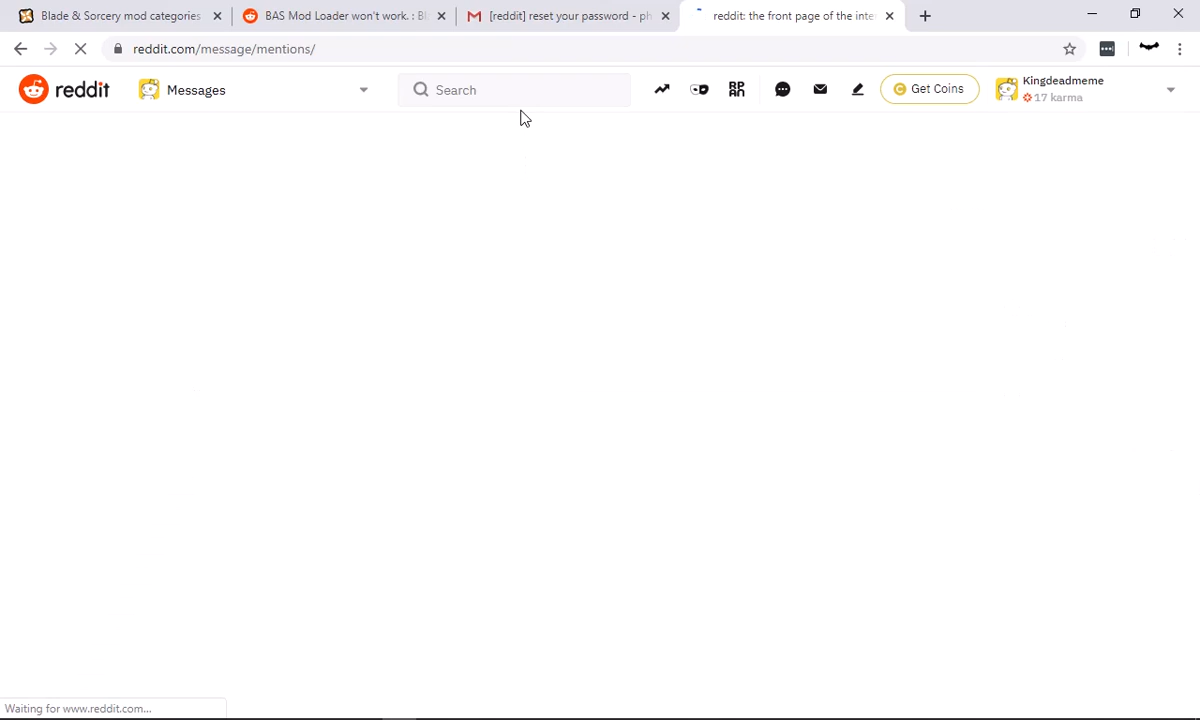 Blade & Sorcery mod categories
BAS Mod Loader won't work. : Bl
[reddit] reset your password - ph
reddit: the front page of the inte
reddit.com/message/mentions/
reddit
Messages
Search
Get Coins
Kingdeadmeme
17 karma
Waiting for www.reddit.com...